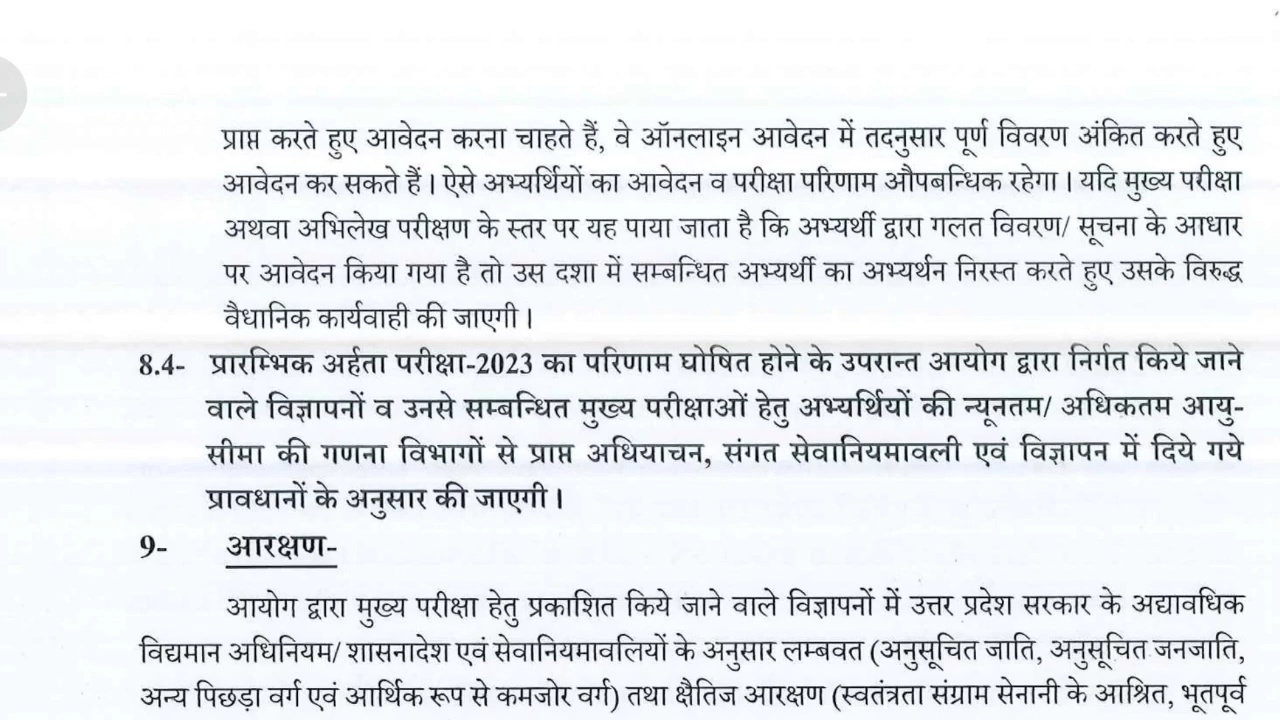 प्राप्त करते हुए आवेदन करना चाहते हैं, वे ऑनलाइन आवेदन में तदनुसार पूर्ण विवरण अंकित करते हुए
आवेदन कर सकते हैं। ऐसे अभ्यर्थियों का आवेदन व परीक्षा परिणाम औपबन्धिक रहेगा। यदि मुख्य परीक्षा
अथवा अभिलेख परीक्षण के स्तर पर यह पाया जाता है कि अभ्यर्थी द्वारा गलत विवरण/ सूचना के आधार
पर आवेदन किया गया है तो उस दशा में सम्बन्धित अभ्यर्थी का अभ्यर्थन निरस्त करते हुए उसके विरुद्ध
वैधानिक कार्यवाही की जाएगी।
8.4- प्रारम्भिक अर्हता परीक्षा-2023 का परिणाम घोषित होने के उपरान्त आयोग द्वारा निर्गत किये जाने
वाले विज्ञापनों व उनसे सम्बन्धित मुख्य परीक्षाओं हेतु अभ्यर्थियों की न्यूनतम/ अधिकतम आयु-
सीमा की गणना विभागों से प्राप्त अधियाचन, संगत सेवानियमावली एवं विज्ञापन में दिये गये
प्रावधानों के अनुसार की जाएगी।
9- आरक्षण-
आयोग द्वारा मुख्य परीक्षा हेतु प्रकाशित किये जाने वाले विज्ञापनों में उत्तर प्रदेश सरकार के अद्यावधिक
विद्यमान अधिनियम/ शासनादेश एवं सेवानियमावलियों के अनुसार लम्बवत (अनुसूचित जाति, अनुसूचित जनजाति,
अन्य पिछड़ा वर्ग एवं आर्थिक रूप से कमजोर वर्ग) तथा क्षैतिज आरक्षण (स्वतंत्रता संग्राम सेनानी के आश्रित, भूतपूर्व